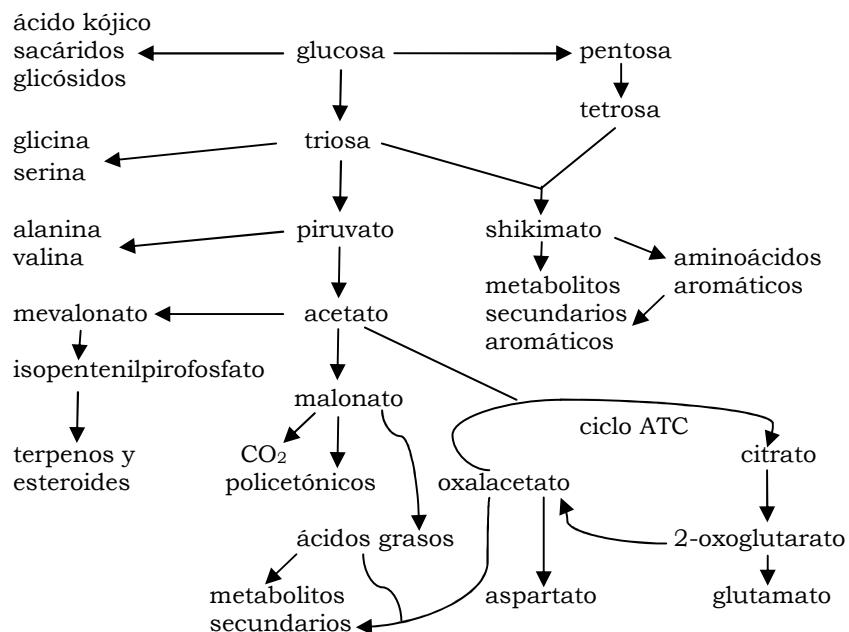 ácido kójico
sacáridos
glicósidos
glucosa
pentosa
tetrosa
glicina
serina
triosa
alanina
valina
piruvato
shikimato
aminoácidos
aromáticos
metabolitos
secundarios
aromáticos
mevalonato
acetato
isopentenilpirofosfato
malonato
ciclo ATC
terpenos y
esteroides
CO₂
policetónicos
oxalacetato
citrato
ácidos grasos
2-oxoglutarato
metabolitos
secundarios
aspartato
glutamato